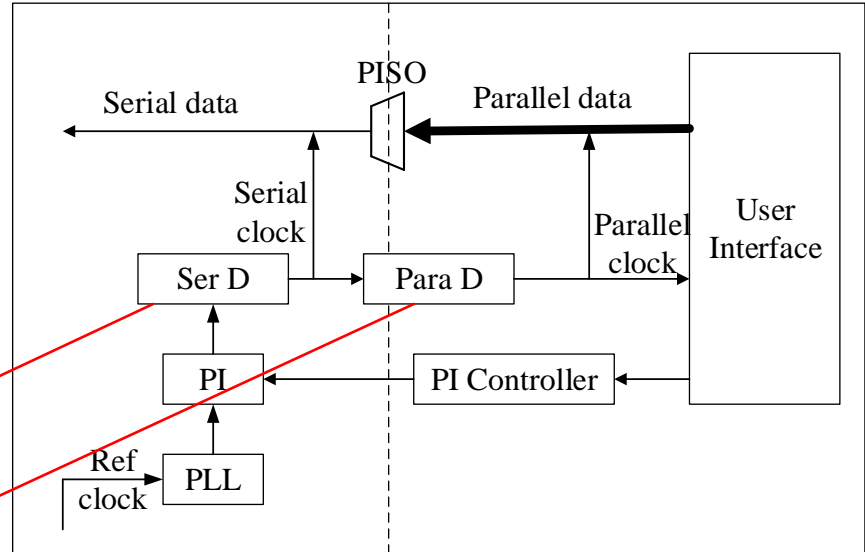 PISO
Serial data
Parallel data
Serial
clock
Parallel
clock
User
Interface
Ser D
Para D
PI
PI Controller
Ref
clock
PLL